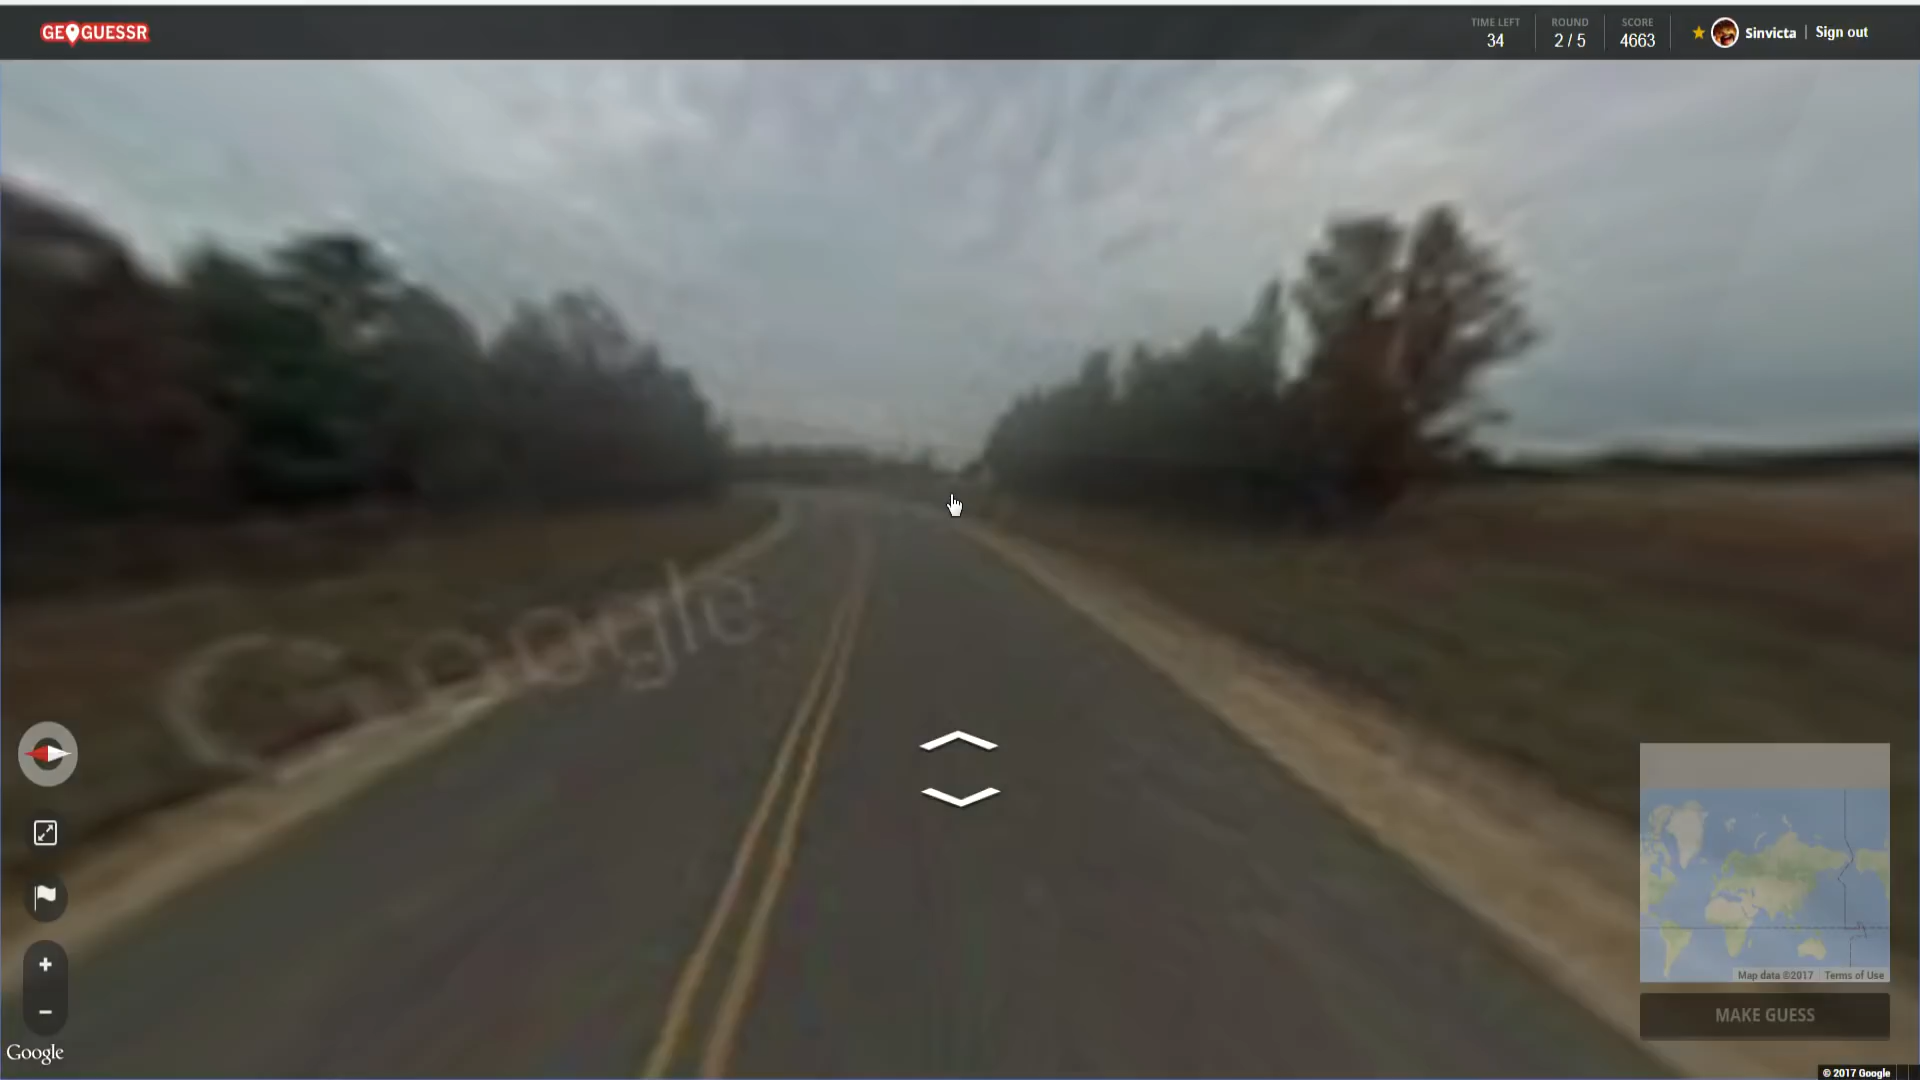 GEOGUESSR
TIME LEFT
34
ROUND
2 / 5
SCORE
4663
Sinvicta | Sign out
Google
Map data ©2017 Terms of Use
MAKE GUESS
Google
© 2017 Google